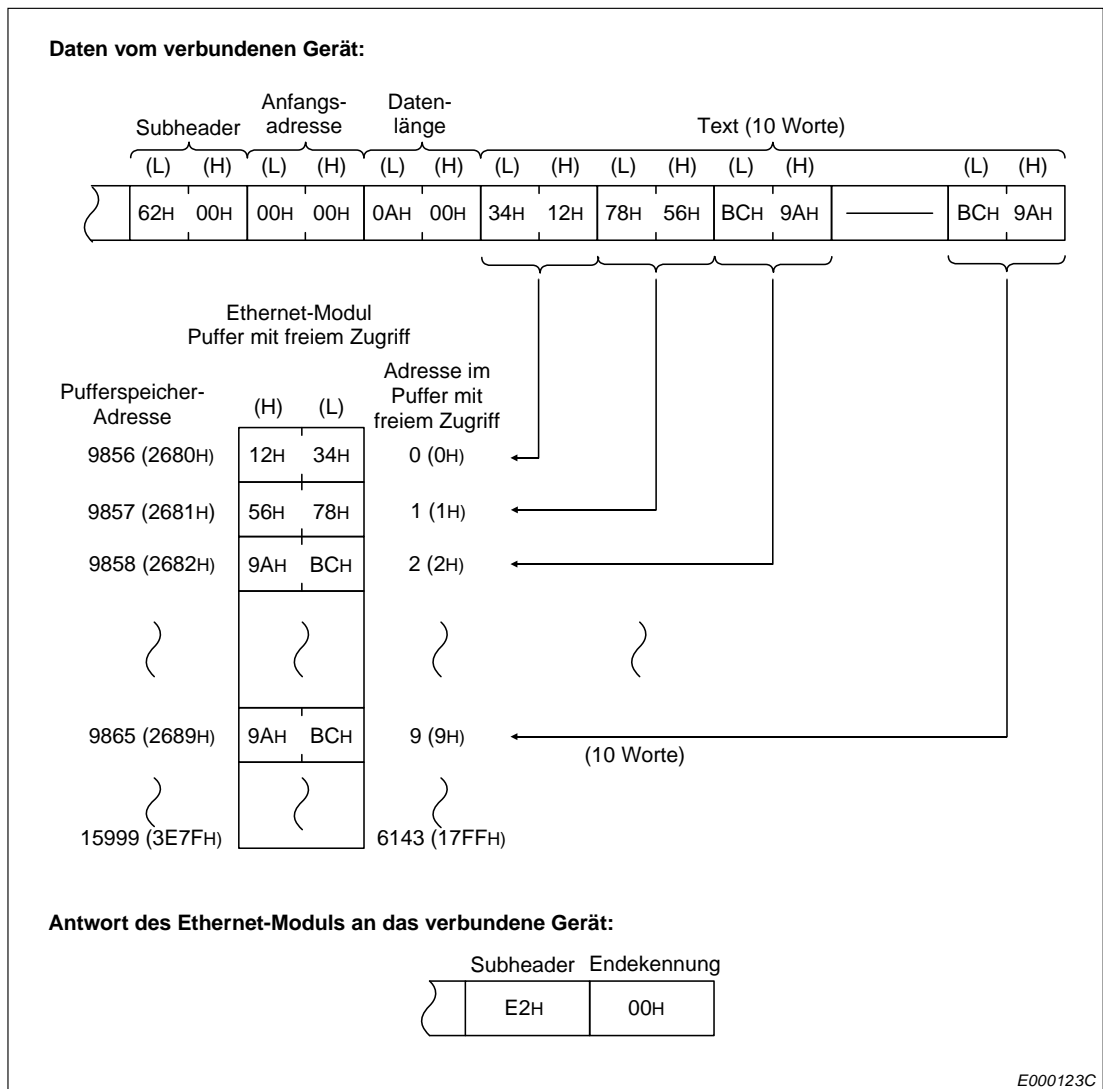 Daten vom verbundenen Gerät:
Subheader
Anfangs-
adresse
Daten-
länge
Text (10 Worte)
(L) (H) (L) (H) (L) (H) (L) (H) (L) (H) (L) (H) (L) (H)
62H 00H 00H 00H 0AH 00H 34H 12H 78H 56H BCH 9AH BCH 9AH
Ethernet-Modul
Puffer mit freiem Zugriff
Pufferspeicher-
Adresse
(H) (L)
Adresse im
Puffer mit
freiem Zugriff
9856 (2680H) 12H 34H 0 (0H)
9857 (2681H) 56H 78H 1 (1H)
9858 (2682H) 9AH BCH 2 (2H)
9865 (2689H) 9AH BCH 9 (9H)
(10 Worte)
15999 (3E7FH) 6143 (17FFH)
Antwort des Ethernet-Moduls an das verbundene Gerät:
Subheader Endekennung
E2H 00H
E000123C